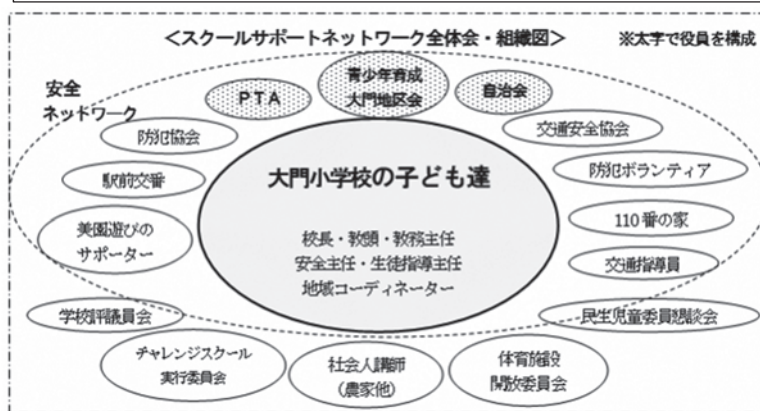 ＜スクールサポートネットワーク全体会・組織図＞
※太字で役員を構成
安全
ネットワーク
PTA
青少年育成
大門地区会
自治会
防犯協会
交通安全協会
駅前交番
防犯ボランティア
美園遊びの
サポーター
110番の家
交通指導員
大門小学校の子ども達
校長・教頭・教務主任
安全主任・生徒指導主任
地域コーディネーター
学校評議員会
民生児童委員懇談会
チャレンジスクール
実行委員会
社会人講師
（農家他）
体育施設
開放委員会